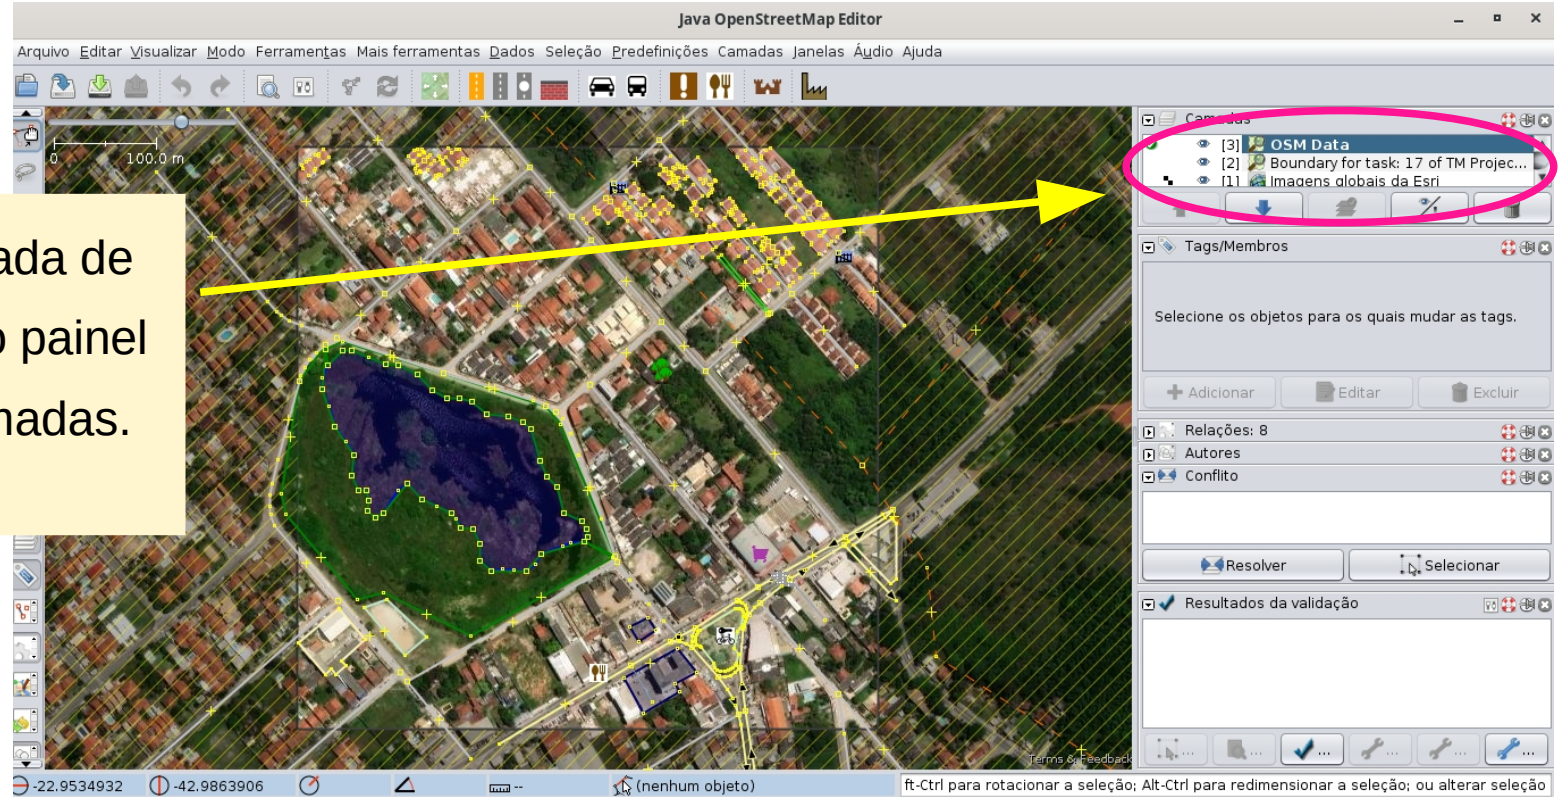 Java OpenStreetMap Editor
Arquivo Editar Visualizar Modo Ferramentas Mais ferramentas Dados Seleção Predefinições Camadas Janelas Áudio Ajuda
0 100.0 m
ada de
o painel
nadas.
Camadas
[3] OSM Data
[2] Boundary for task: 17 of TM Projec...
[1] Imagens globais da Esri
Tags/Membros
Selecione os objetos para os quais mudar as tags.
Adicionar Editar Excluir
Relações: 8
Autores
Conflito
Resolver Selecionar
Resultados da validação
... ... ... ... ... ...
Terms & Feedback
-22.9534932 -42.9863906 -- (nenhum objeto) ft-Ctrl para rotacionar a seleção; Alt-Ctrl para redimensionar a seleção; ou alterar seleção